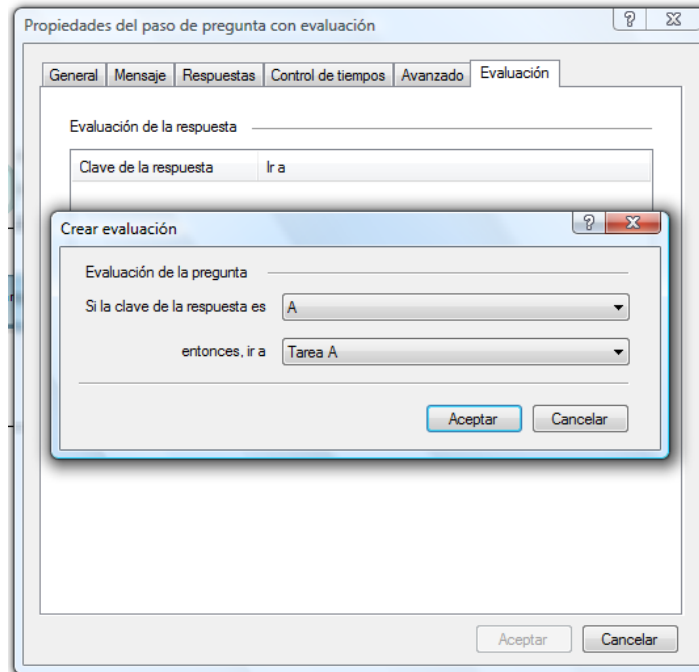 Propiedades del paso de pregunta con evaluación
General Mensaje Respuestas Control de tiempos Avanzado Evaluación
Evaluación de la respuesta
Clave de la respuesta Ir a
Crear evaluación
Evaluación de la pregunta
Si la clave de la respuesta es A
entonces, ir a Tarea A
Aceptar Cancelar
Aceptar Cancelar